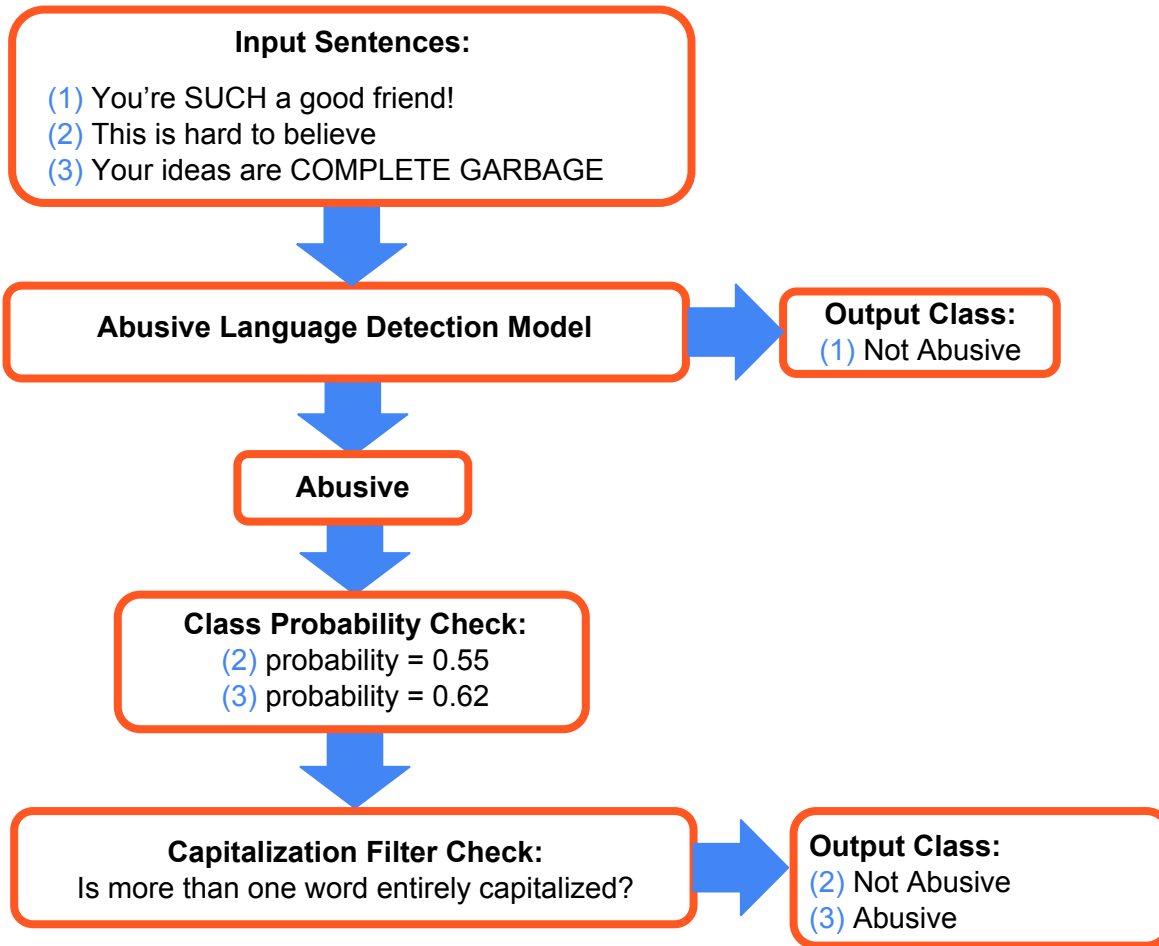 Input Sentences:
(1) You're SUCH a good friend!
(2) This is hard to believe
(3) Your ideas are COMPLETE GARBAGE
Abusive Language Detection Model
Output Class:
(1) Not Abusive
Abusive
Class Probability Check:
(2) probability = 0.55
(3) probability = 0.62
Capitalization Filter Check:
Is more than one word entirely capitalized?
Output Class:
(2) Not Abusive
(3) Abusive